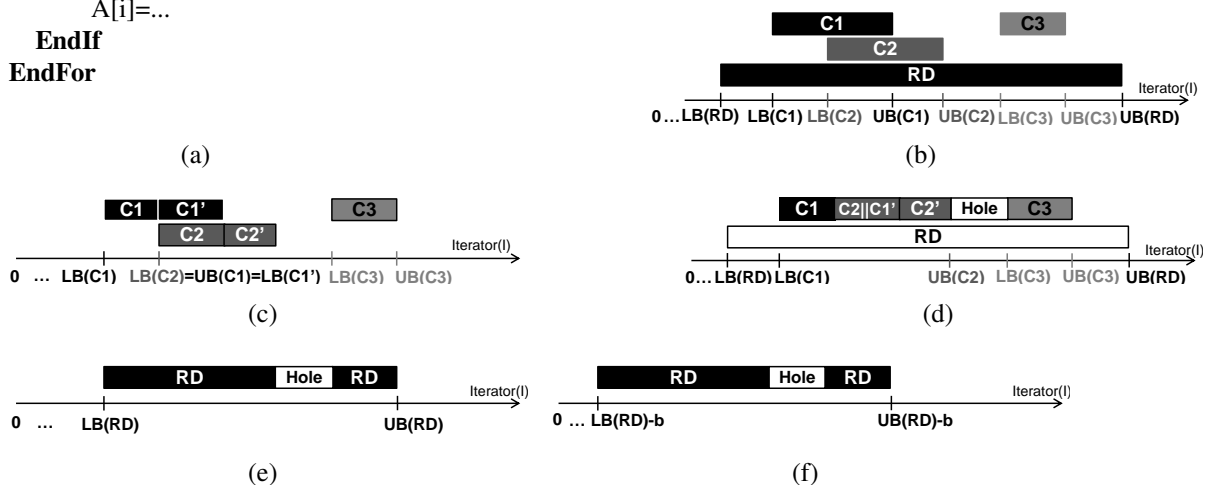 A[i]=...
EndIf
EndFor
C1 C3
C2
RD
Iterator(I)
0...LB(RD) LB(C1) LB(C2) UB(C1) UB(C2) LB(C3) UB(C3) UB(RD)
(a)
(b)
C1 C1' C3
C2 C2'
Iterator(I)
0 ... LB(C1) LB(C2)=UB(C1)=LB(C1') LB(C3) UB(C3)
(c)
C1 C2||C1' C2' Hole C3
RD
Iterator(I)
0... LB(RD) LB(C1) UB(C2) LB(C3) UB(C3) UB(RD)
(d)
RD Hole RD
Iterator(I)
0 ... LB(RD) UB(RD)
(e)
RD Hole RD
Iterator(I)
0 ... LB(RD)-b UB(RD)-b
(f)